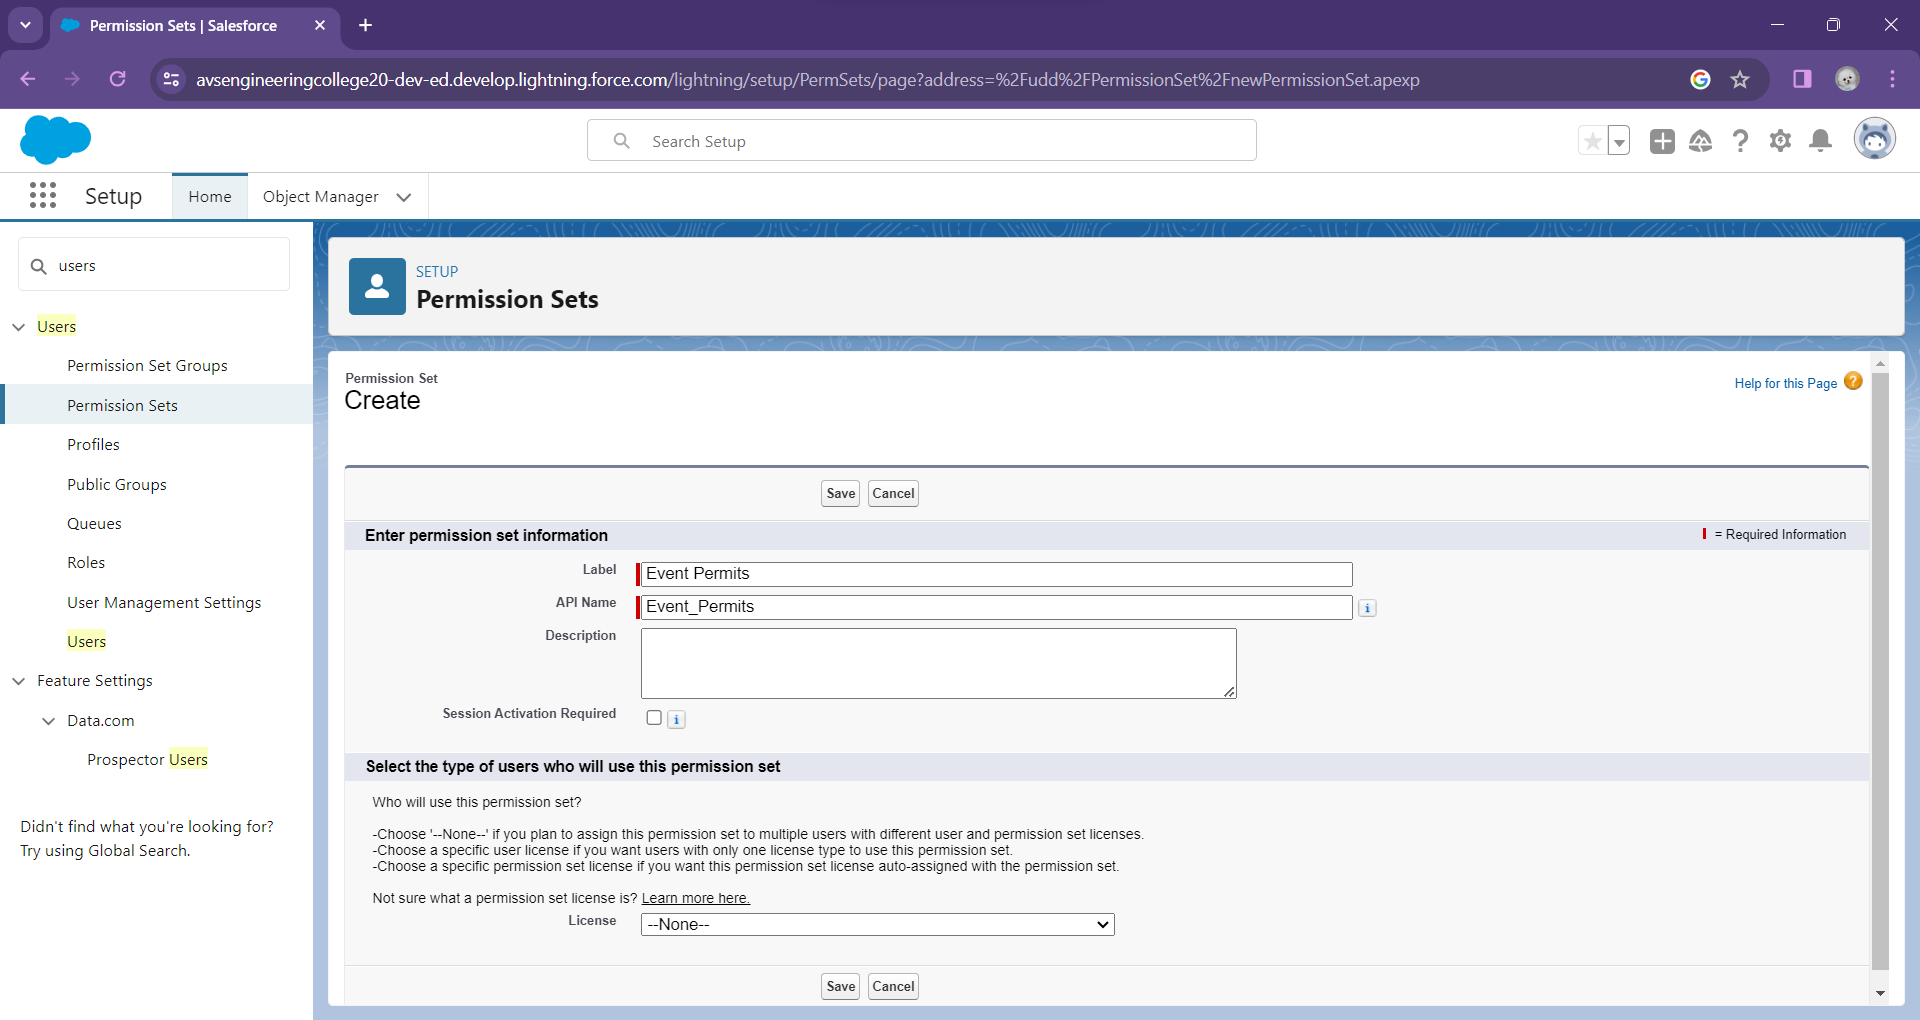 Permission Sets | Salesforce
avsengineeringcollege20-dev-ed.develop.lightning.force.com/lightning/setup/PermSets/page?address=%2Fudd%2FPermissionSet%2FnewPermissionSet.apexp
Search Setup
Setup
Home
Object Manager
users
Users
Permission Set Groups
Permission Sets
Profiles
Public Groups
Queues
Roles
User Management Settings
Users
Feature Settings
Data.com
Prospector Users
Didn't find what you're looking for?
Try using Global Search.
SETUP
Permission Sets
Permission Set
Create
Help for this Page
Save Cancel
Enter permission set information
= Required Information
Label Event Permits
API Name Event_Permits
Description
Session Activation Required
Select the type of users who will use this permission set
Who will use this permission set?
-Choose '--None--' if you plan to assign this permission set to multiple users with different user and permission set licenses.
-Choose a specific user license if you want users with only one license type to use this permission set.
-Choose a specific permission set license if you want this permission set license auto-assigned with the permission set.
Not sure what a permission set license is? Learn more here.
License --None--
Save Cancel